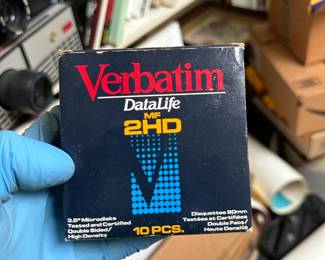 Verbatim
DataLife
MF
2HD
3.5" Microdisks
Tested and Certified
Double Sided/
High Density
Disquettes 90mm
Testées et Certifiées
Double Face/
Haute Densité
10 PCS.